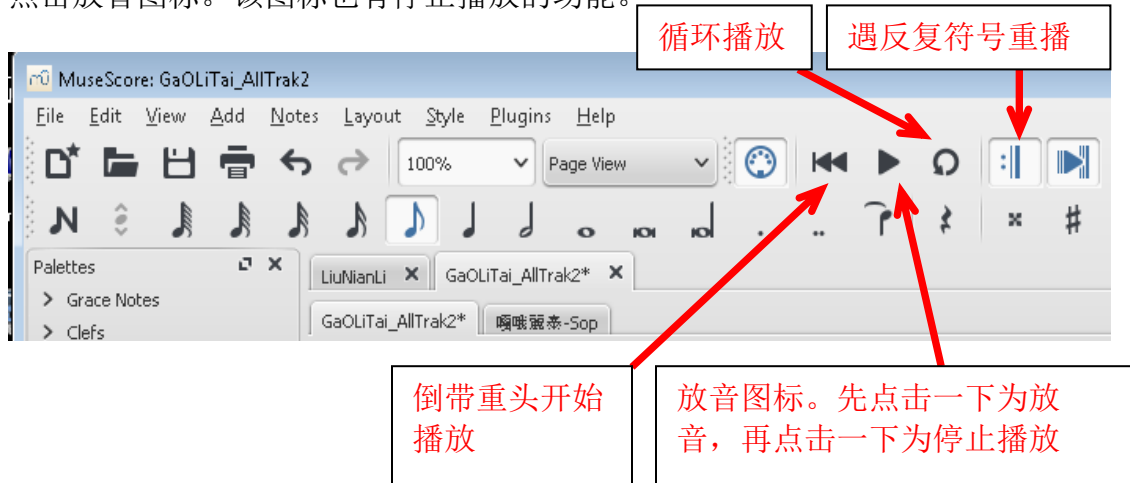 点击放音图标。该图标也有停止播放的功能。
循环播放
遇反复符号重播
MuseScore: GaOLiTai_AllTrak2
File Edit View Add Notes Layout Style Plugins Help
100% Page View
Palettes
LiuNianLi GaOLiTai_AllTrak2*
Grace Notes
GaOLiTai_AllTrak2* 嘎哦麗泰-Sop
Clefs
倒带重头开始
播放
放音图标。先点击一下为放
音，再点击一下为停止播放